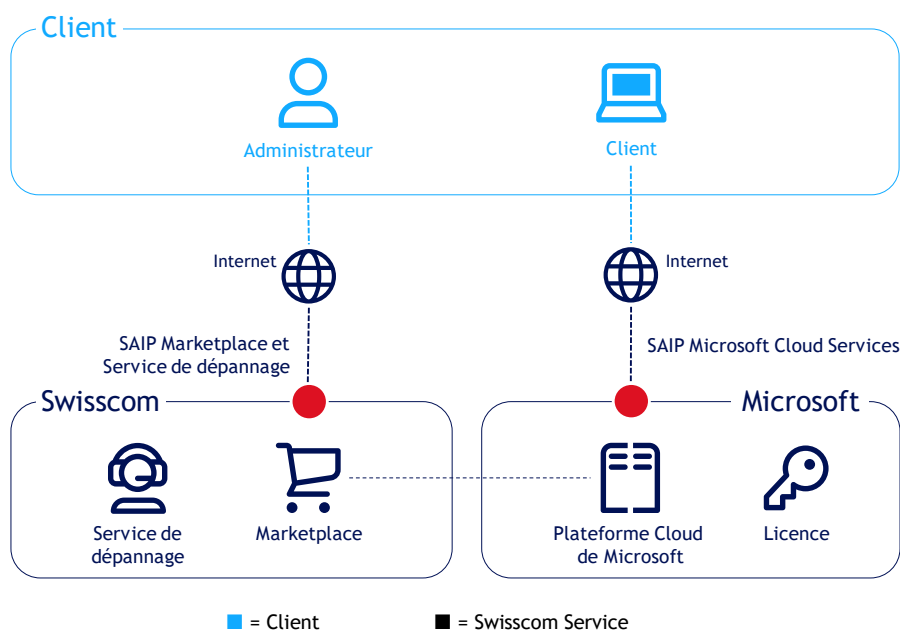 Client
Administrateur
Client
Internet
Internet
SAIP Marketplace et
Service de dépannage
SAIP Microsoft Cloud Services
Swisscom
Microsoft
Service de
dépannage
Marketplace
Plateforme Cloud
de Microsoft
Licence
= Client
= Swisscom Service